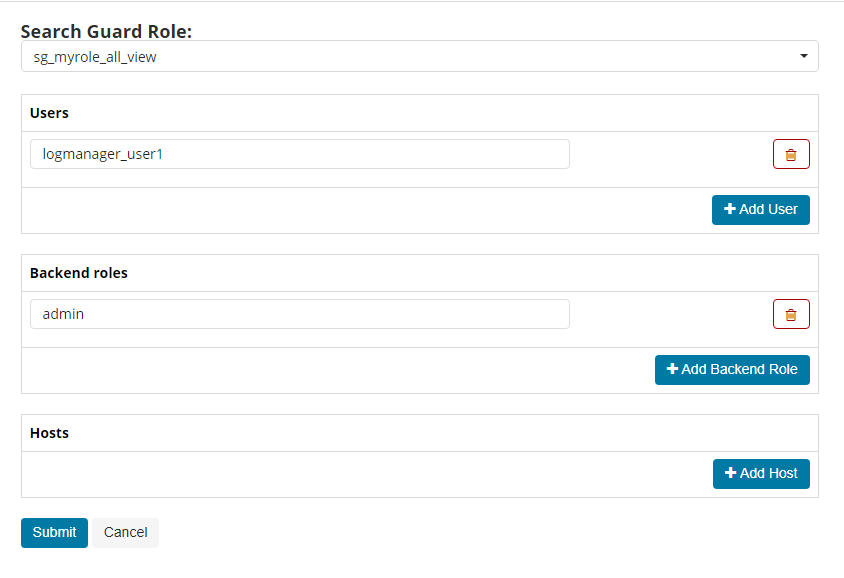 Search Guard Role:
sg_myrole_all_view
Users
logmanager_user1
Add User
Backend roles
admin
Add Backend Role
Hosts
Add Host
Submit Cancel